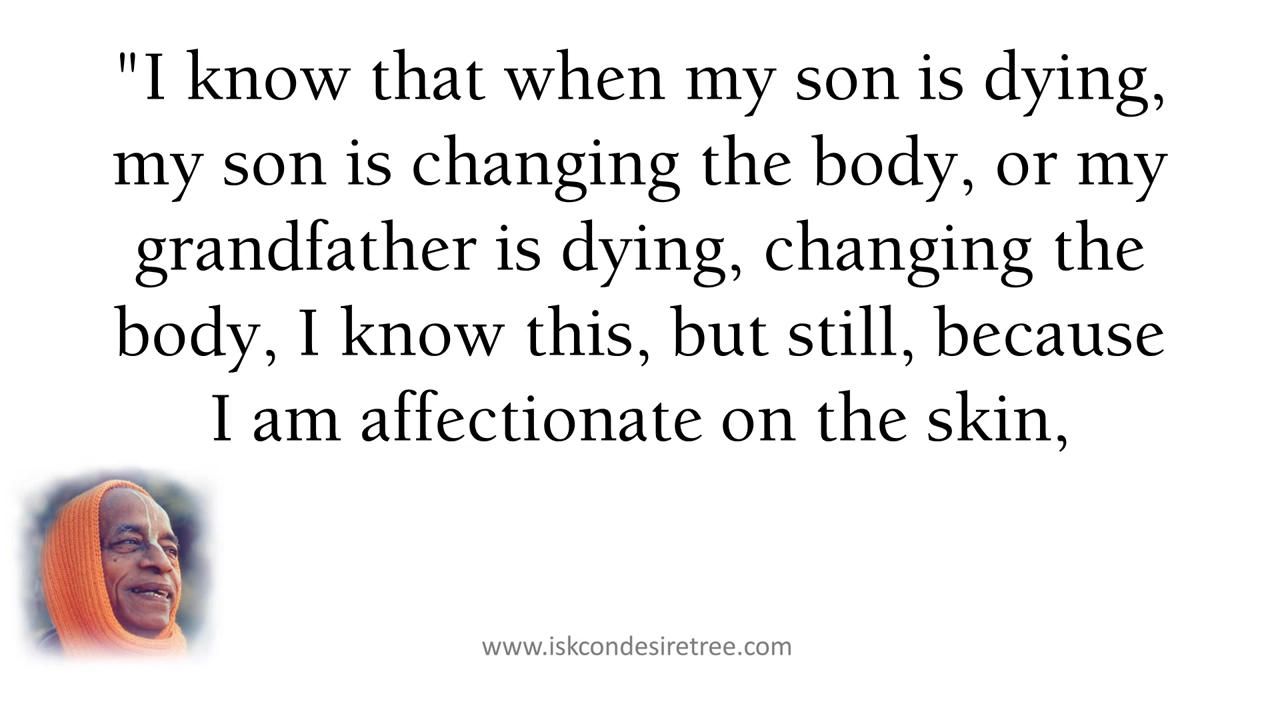 "I know that when my son is dying,
my son is changing the body, or my
grandfather is dying, changing the
body, I know this, but still, because
I am affectionate on the skin,
www.iskcondesiretree.com